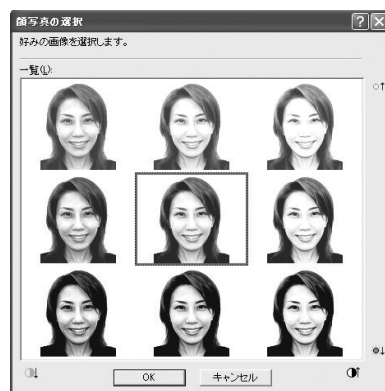 顔写真の選択
好みの画像を選択します。
一覧(L):
OK
キャンセル